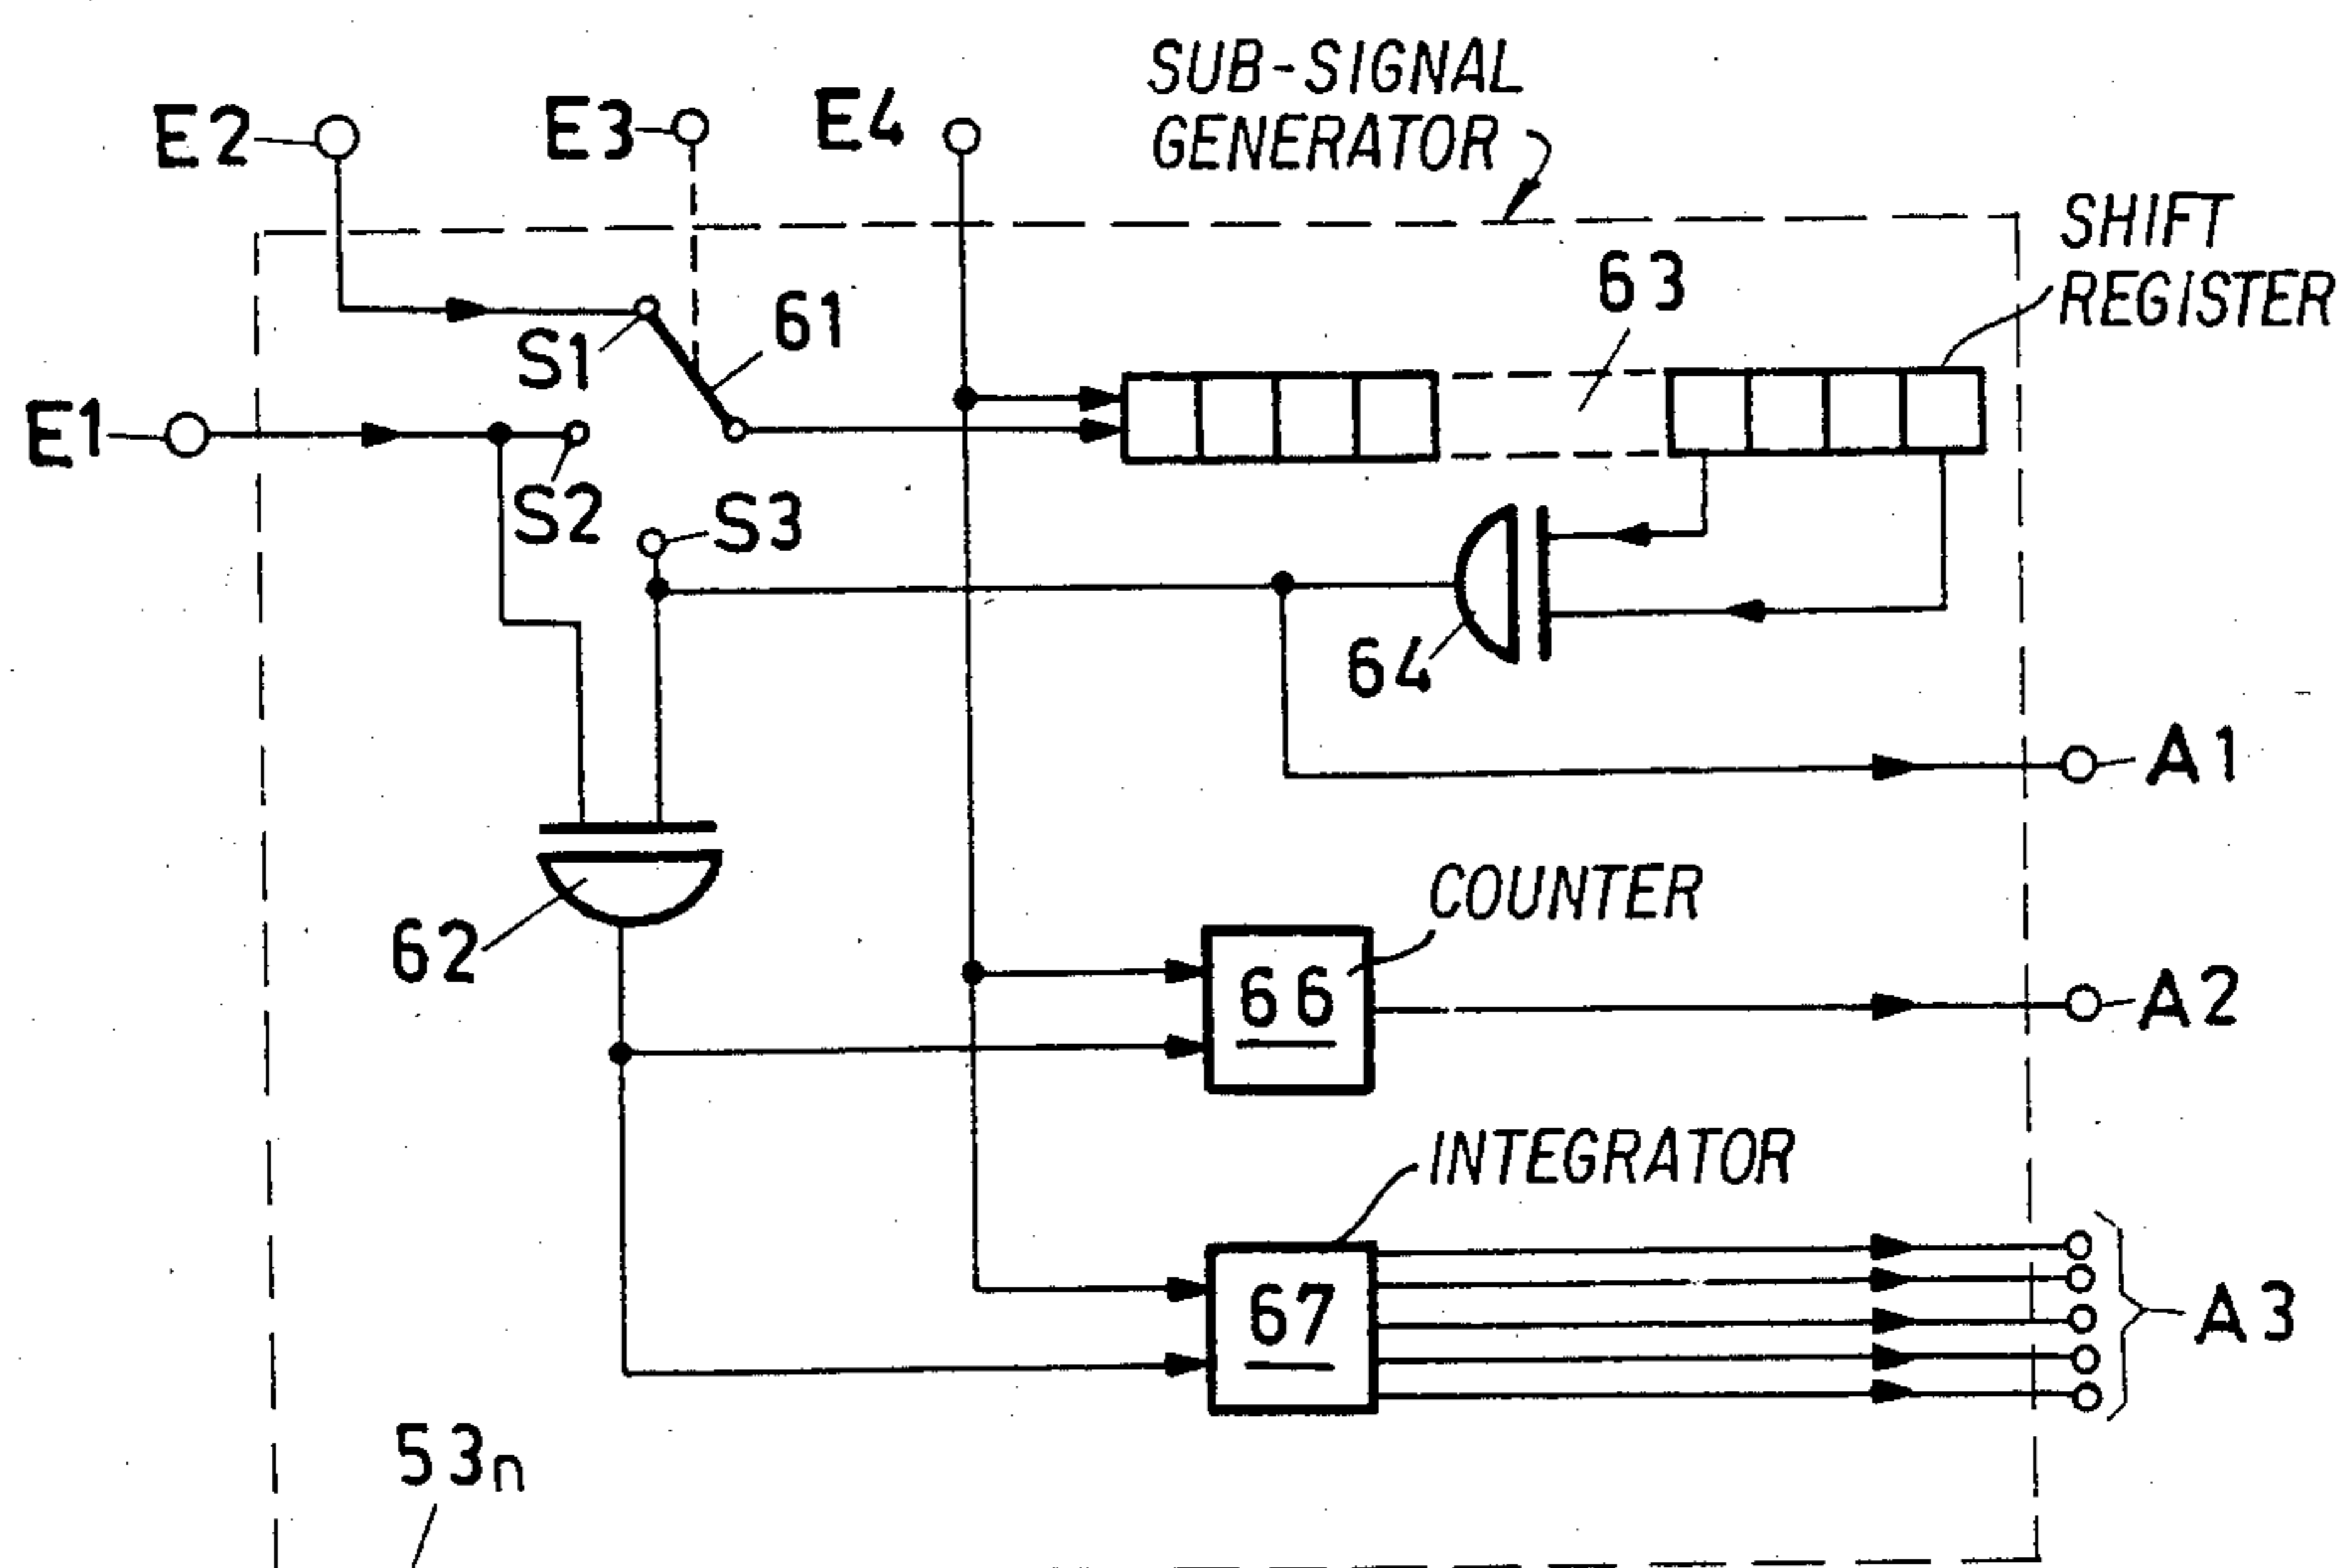 SUB-SIGNAL
GENERATOR
E2
E3
E4
SHIFT
REGISTER
63
61
S1
E1
S2
S3
64
A1
COUNTER
62
66
A2
INTEGRATOR
67
A3
53n